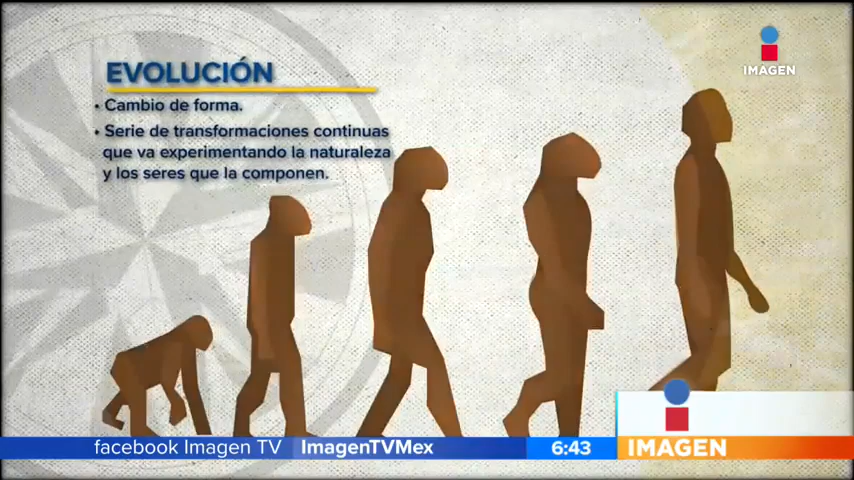 IMAGEN
EVOLUCIÓN
• Cambio de forma.
• Serie de transformaciones continuas
que va experimentando la naturaleza
y los seres que la componen.
facebook Imagen TV ImagenTVMex 6:43 IMAGEN